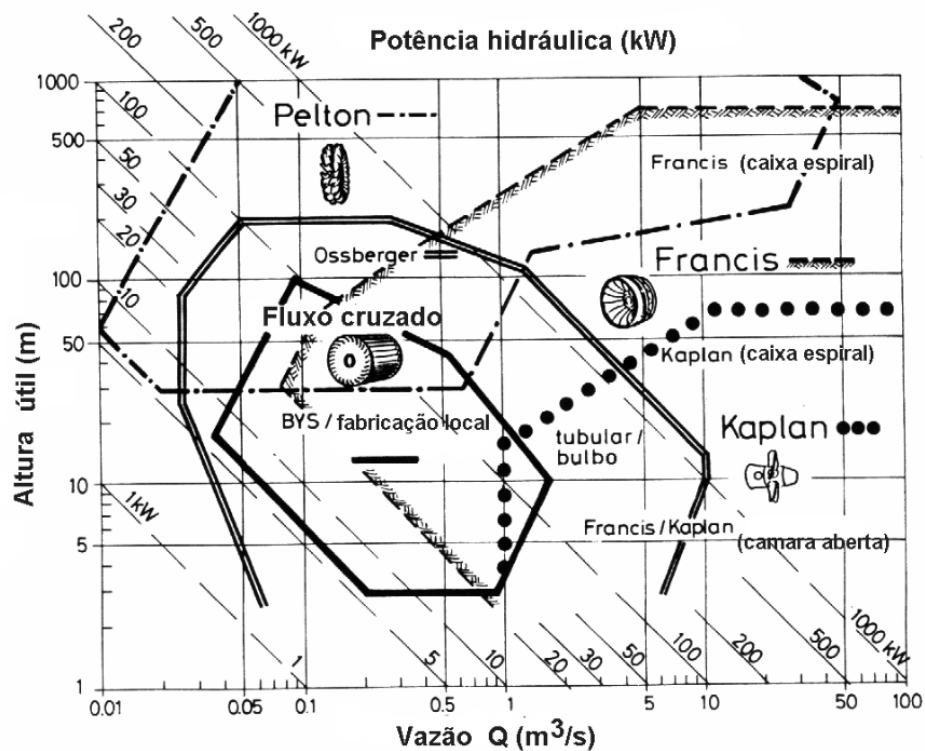 Potência hidráulica (kW)
200
500
1000 kW
1000
500
100
50
10
5
1
Altura útil (m)
100
50
30
20
10
1kW
Pelton
Francis (caixa espiral)
Ossberger
Francis
Fluxo cruzado
Kaplan (caixa espiral)
BYS / fabricação local
tubular/
bulbo
Kaplan
Francis/Kaplan (camara aberta)
1
5
10
20
30
50
100
200
500
1000 kW
0.01
0.05
0.1
0.5
1
5
10
50
100
Vazão Q (m³/s)